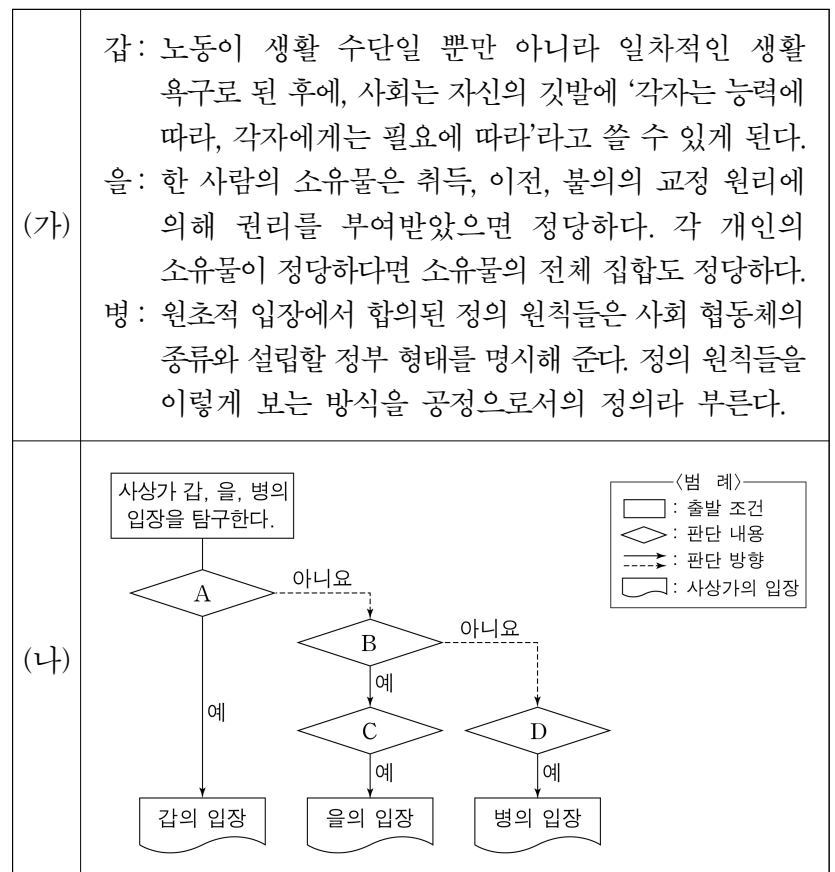 (가)
갑 : 노동이 생활 수단일 뿐만 아니라 일차적인 생활
욕구로 된 후에, 사회는 자신의 깃발에 ‘각자는 능력에
따라, 각자에게는 필요에 따라’라고 쓸 수 있게 된다.
을 : 한 사람의 소유물은 취득, 이전, 불의의 교정 원리에
의해 권리를 부여받았으면 정당하다. 각 개인의
소유물이 정당하다면 소유물의 전체 집합도 정당하다.
병 : 원초적 입장에서 합의된 정의 원칙들은 사회 협동체의
종류와 설립할 정부 형태를 명시해 준다. 정의 원칙들을
이렇게 보는 방식을 공정으로서의 정의라 부른다.
(나)
사상가 갑, 을, 병의
입장을 탐구한다.
〈범 례〉
: 출발 조건
: 판단 내용
: 판단 방향
: 사상가의 입장
A
아니요
B
아니요
예
예
C
D
예
예
갑의 입장
을의 입장
병의 입장